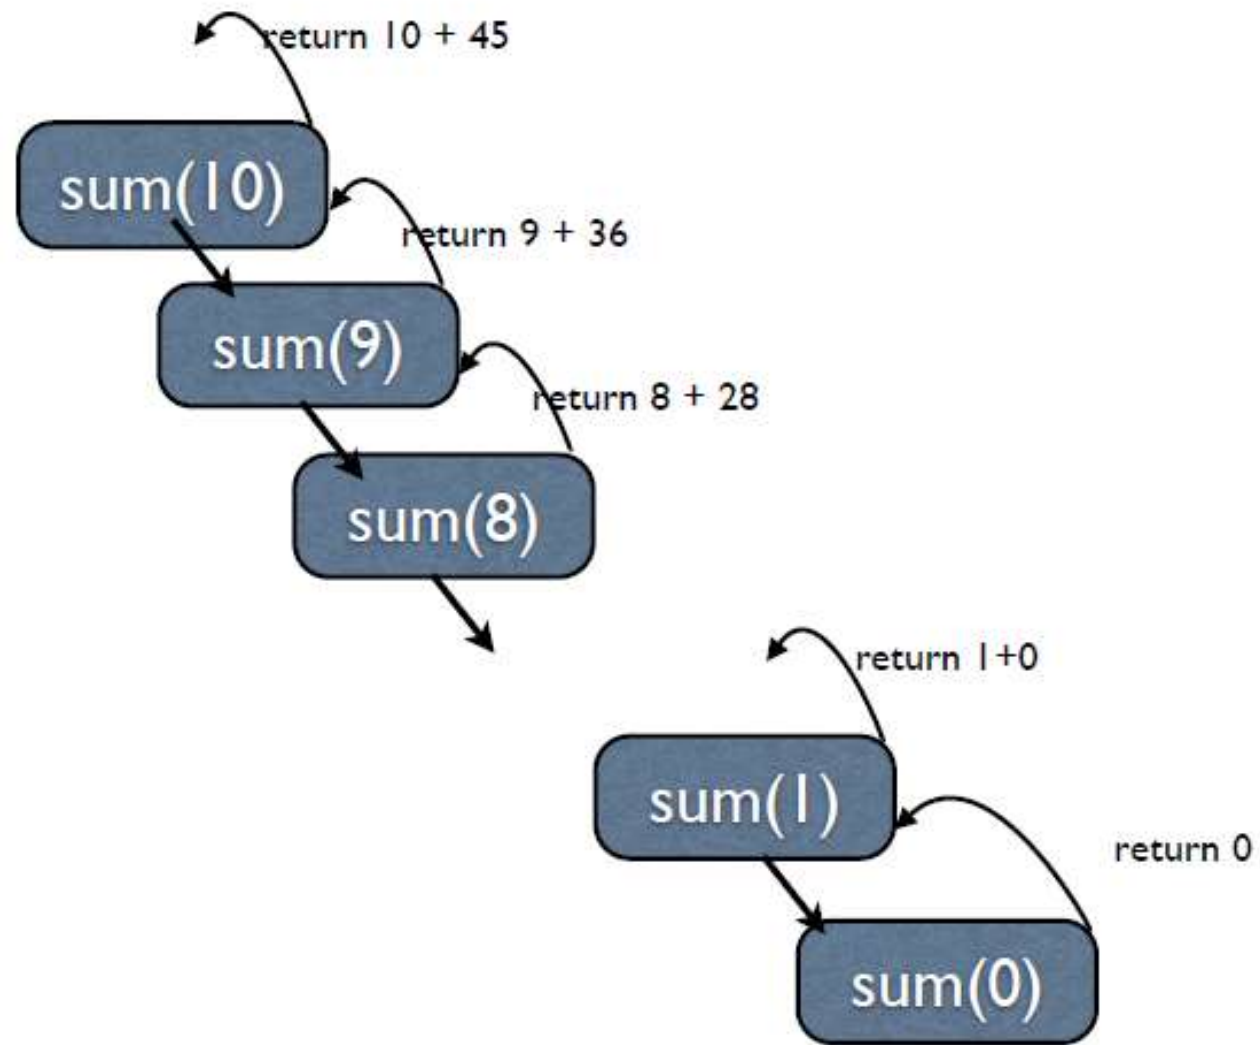 return 10 + 45
sum(10)
return 9 + 36
sum(9)
return 8 + 28
sum(8)
return 1+0
sum(1)
return 0
sum(0)